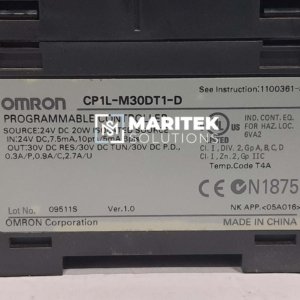 See Instruction.:1100361-
OMRON CP1L-M30DT1-D
PROGRAMMABLE
MARITEK
SOLUTIONS
SOURCE:24V DC 20W
IN:24V DC,7.5mA,
OUT:30V DC RES/30V DC TUN/30V DC P.D.,
0.3A/P,0.9A/C,2.7A/U
IND. CONT. EQ.
FOR HAZ. LOC.
6VA2
Cl. I, DIV. 2, Gp A, B, C, D
Cl. I, Zn. 2, Gp IIC
Temp.Code T4A
CE N1875
Lot No. 09511S Ver.1.0
NK APP.<05A016>
OMRON Corporation MADE IN CHINA